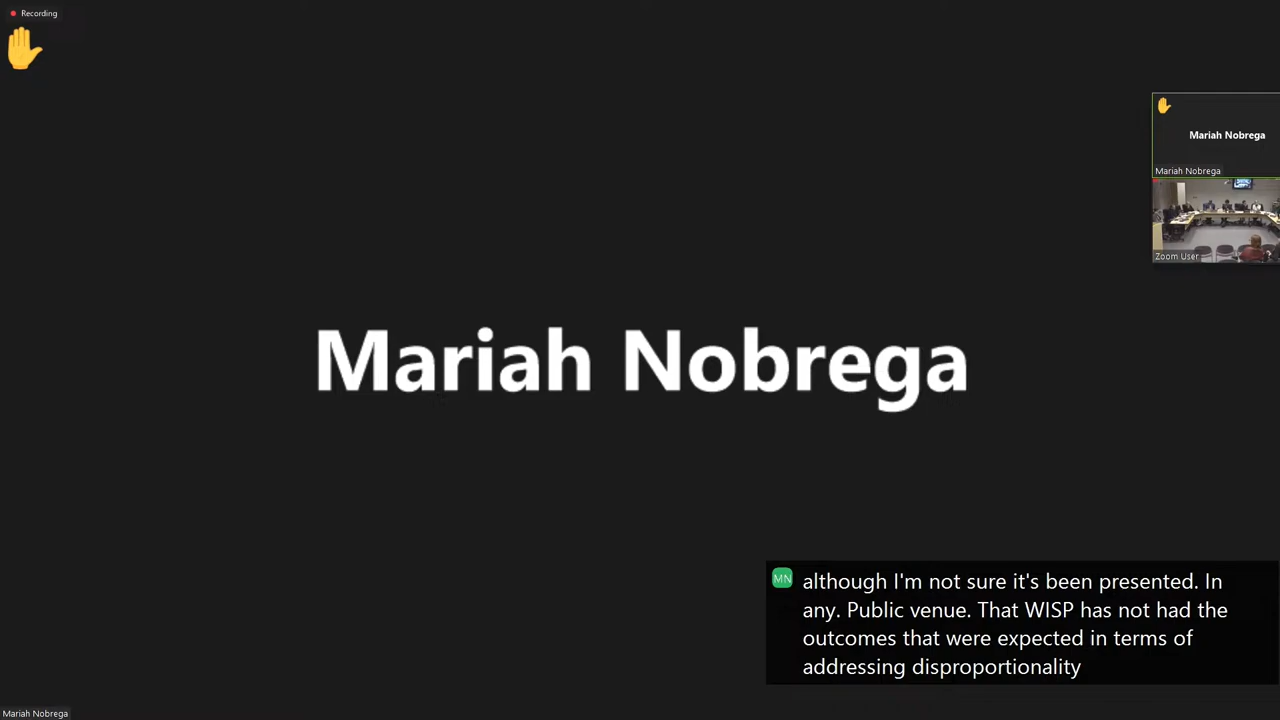 Recording
Mariah Nobrega
Mariah Nobrega
Zoom User
Mariah Nobrega
MN
although I'm not sure it's been presented. In
any. Public venue. That WISP has not had the
outcomes that were expected in terms of
addressing disproportionality
Mariah Nobrega